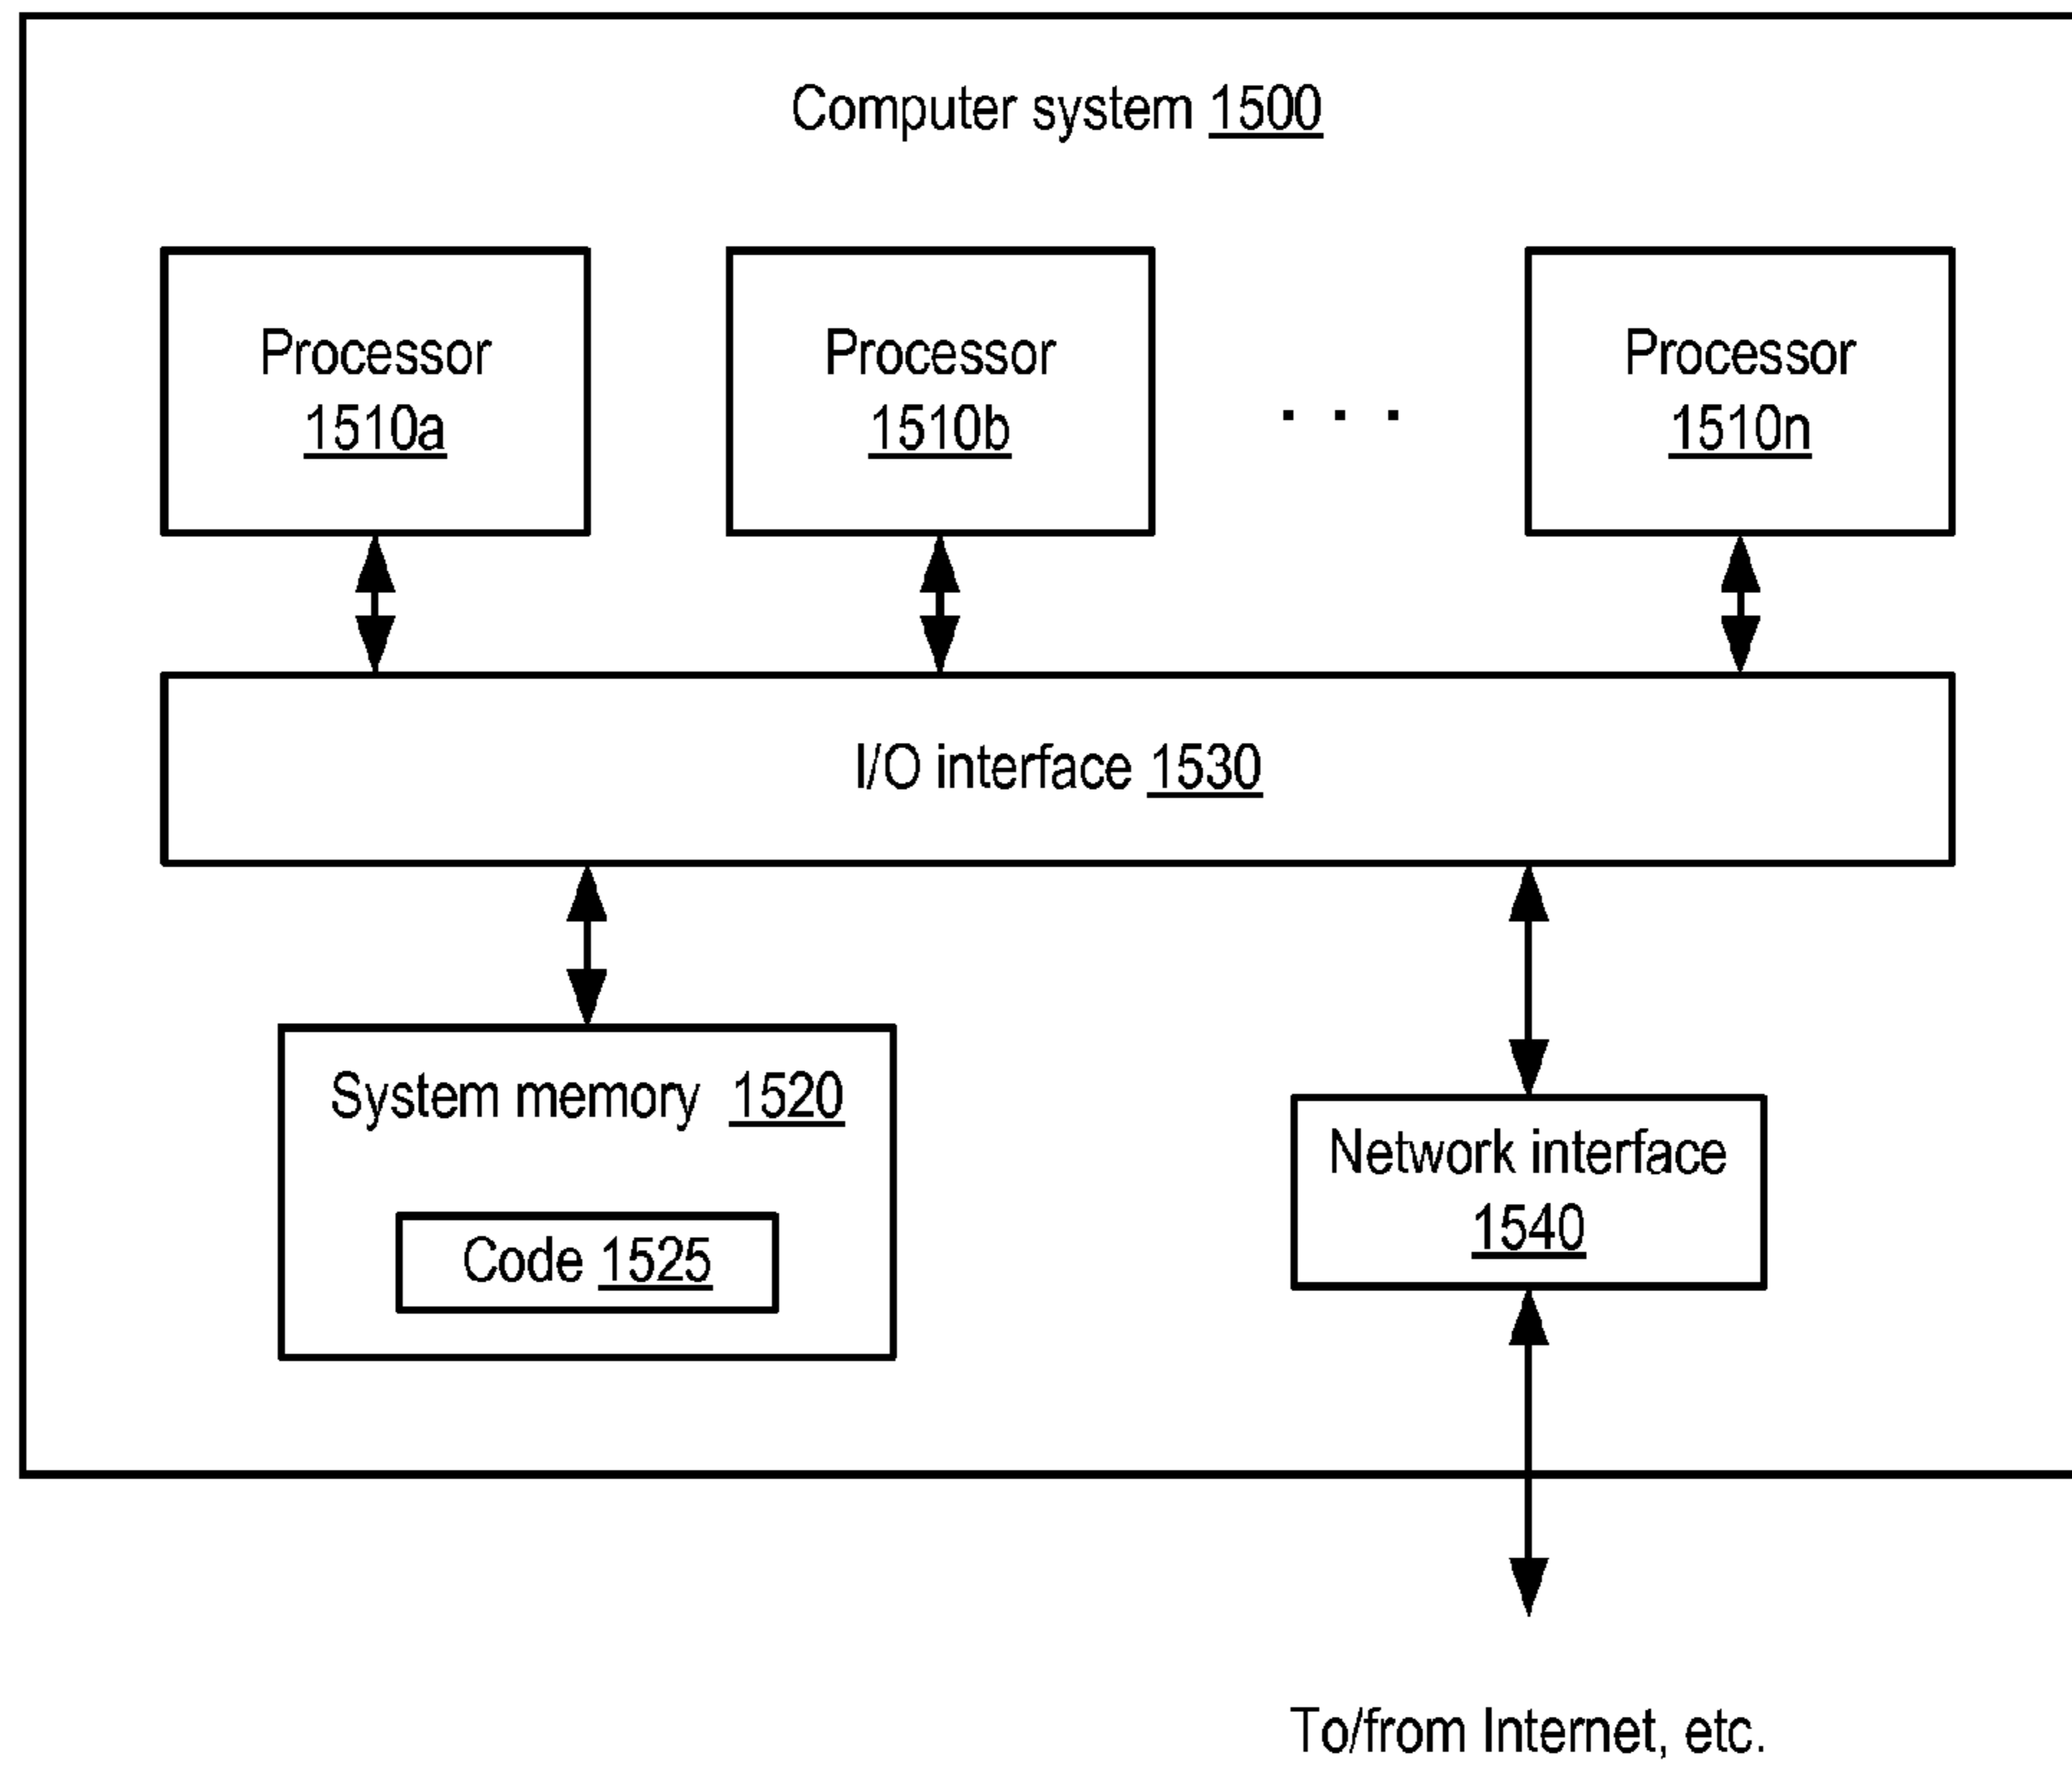 Computer system 1500
Processor
1510a
Processor
1510b
. . .
Processor
1510n
I/O interface 1530
System memory 1520
Code 1525
Network interface
1540
To/from Internet, etc.